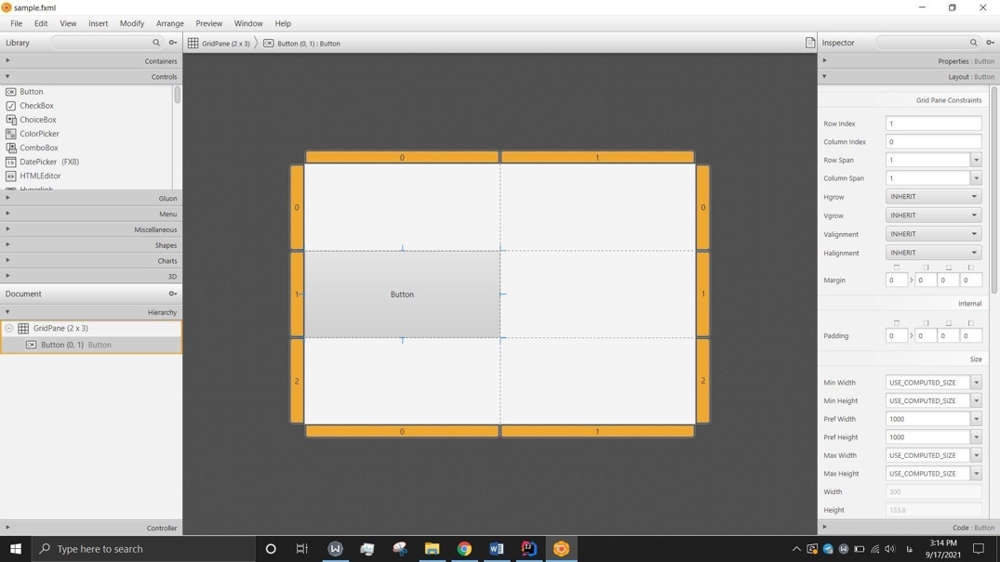 sample.fxml
File Edit View Insert Modify Arrange Preview Window Help
Library
GridPane (2 x 3) Button (0, 1) : Button
Inspector
Containers
Controls
Button
CheckBox
ChoiceBox
ColorPicker
ComboBox
DatePicker (FX8)
HTMLEditor
Hyperlink
Gluon
Menu
Miscellaneous
Shapes
Charts
3D
Document
Hierarchy
GridPane (2 x 3)
Button (0, 1) Button
Controller
0 1
0 0
1 Button 1
2 2
0 1
Properties : Button
Layout : Button
Grid Pane Constraints
Row Index 1
Column Index 0
Row Span 1
Column Span 1
Hgrow INHERIT
Vgrow INHERIT
Valignment INHERIT
Halignment INHERIT
Margin 0 0 0 0
Internal
Padding 0 0 0 0
Size
Min Width USE_COMPUTED_SIZE
Min Height USE_COMPUTED_SIZE
Pref Width 1000
Pref Height 1000
Max Width USE_COMPUTED_SIZE
Max Height USE_COMPUTED_SIZE
Width 300
Height 133.6
Code : Button
Type here to search
فا
3:14 PM
9/17/2021